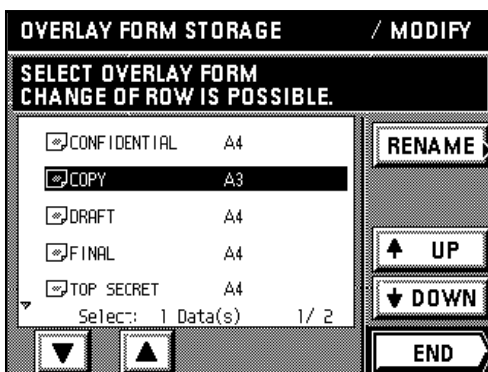 OVERLAY FORM STORAGE / MODIFY
SELECT OVERLAY FORM
CHANGE OF ROW IS POSSIBLE.
CONFIDENTIAL A4
COPY A3
DRAFT A4
FINAL A4
TOP SECRET A4
Select: 1 Data(s) 1/ 2
RENAME
UP
DOWN
END